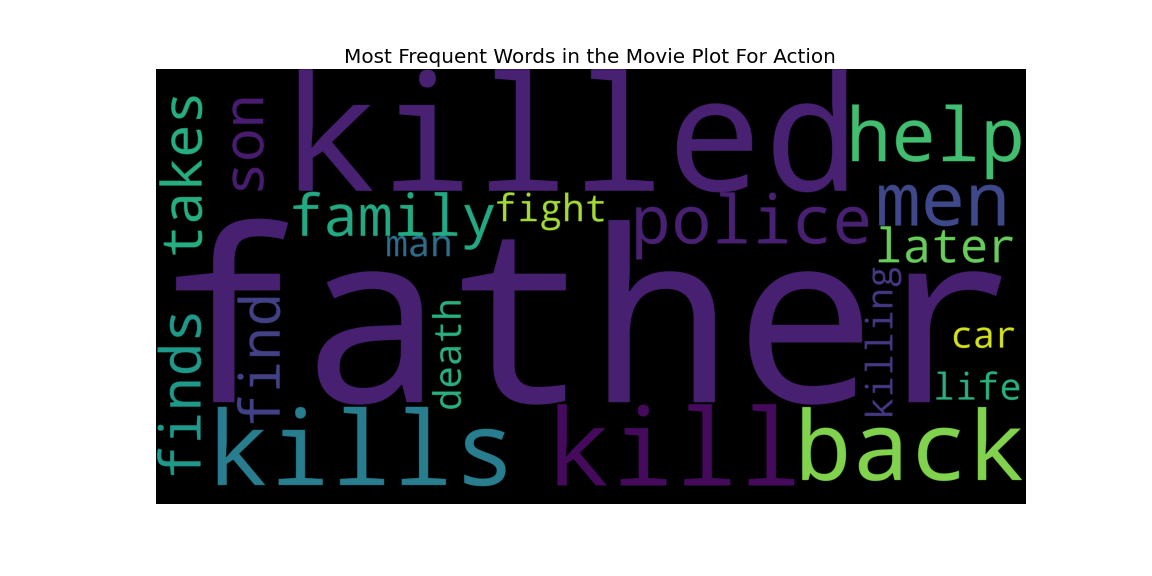 Most Frequent Words in the Movie Plot For Action
takes
son
killed
help
men
family
fight
police
man
later
father
killing
finds
find
death
car
life
kills
kill
back